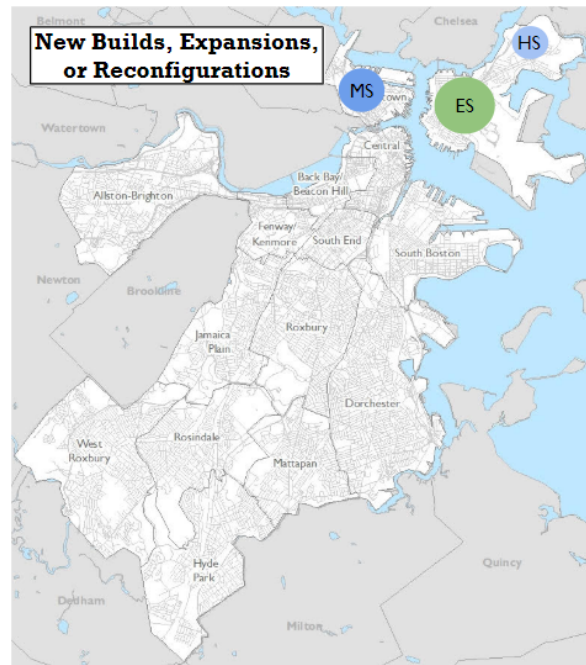 Belmont
New Builds, Expansions,
or Reconfigurations
Chelsea
HS
MS
town
ES
Watertown
Central
Back Bay/
Beacon Hill
Allston-Brighton
Fenway/
Kenmore
South End
South Boston
Newton
Brookline
Jamaica
Plain
Roxbury
Dorchester
West
Roxbury
Rosindale
Mattapan
Hyde
Park
Quincy
Dedham
Milton